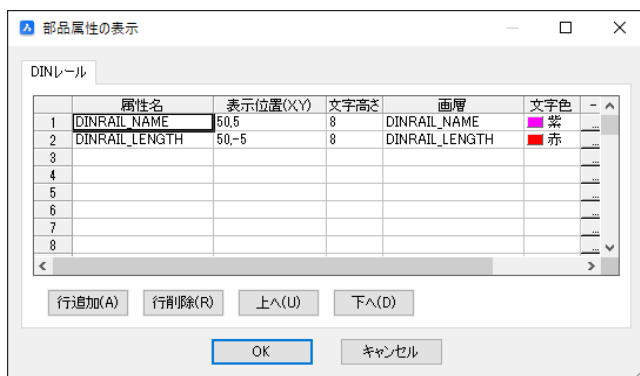 部品属性の表示
DINレール
属性名 表示位置(XY) 文字高さ 画層 文字色 -
1 DINRAIL_NAME 50,5 8 DINRAIL_NAME 紫 ...
2 DINRAIL_LENGTH 50,-5 8 DINRAIL_LENGTH 赤 ...
3 ...
4 ...
5 ...
6 ...
7 ...
8 ...
行追加(A) 行削除(R) 上へ(U) 下へ(D)
OK キャンセル